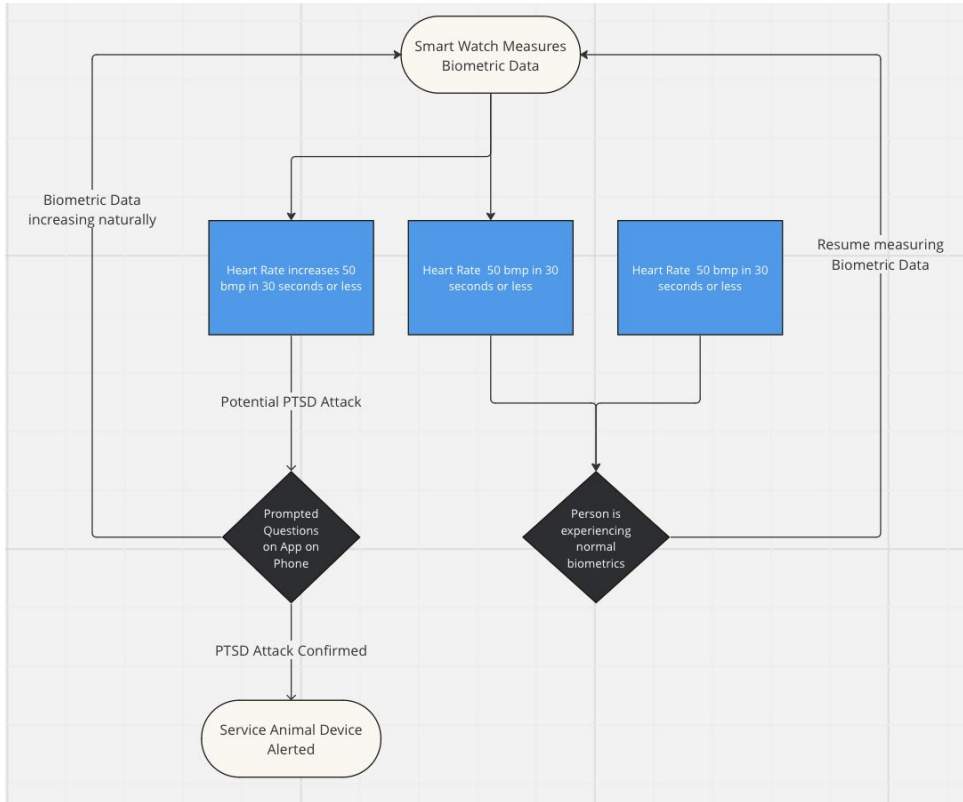 Smart Watch Measures
Biometric Data
Biometric Data
increasing naturally
Resume measuring
Biometric Data
Heart Rate increases 50
bmp in 30 seconds or less
Heart Rate  50 bmp in 30
seconds or less
Heart Rate  50 bmp in 30
seconds or less
Potential PTSD Attack
Prompted
Questions
on App on
Phone
Person is
experiencing
normal
biometrics
PTSD Attack Confirmed
Service Animal Device
Alerted